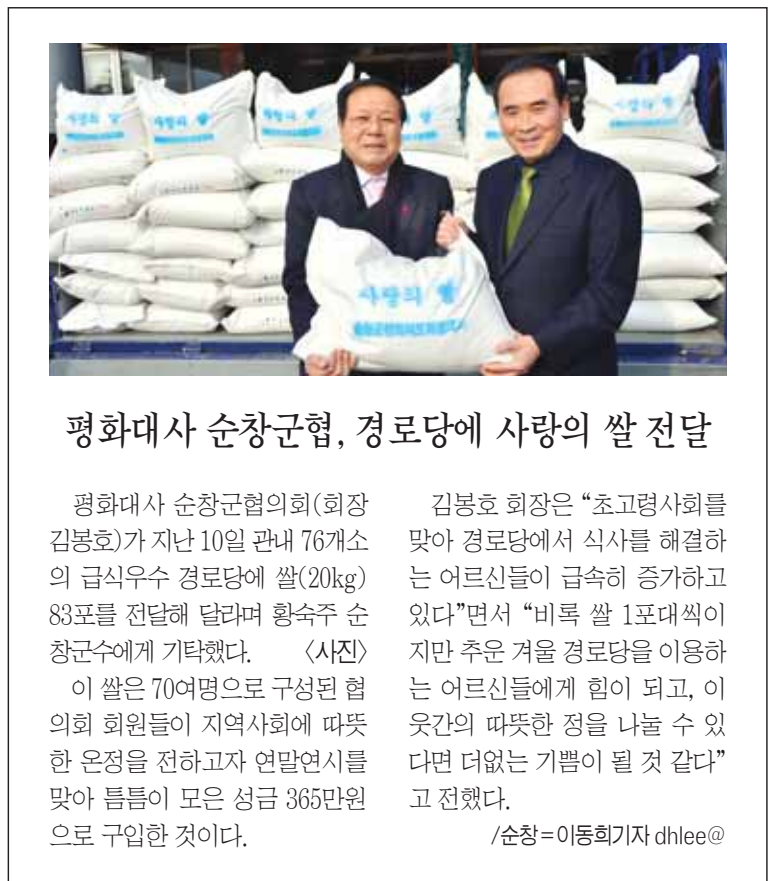 사랑의 쌀
사랑의 쌀
평화대사 순창군협, 경로당에 사랑의 쌀 전달
평화대사 순창군협의회(회장
김봉호)가 지난 10일 관내 76개소
의 급식우수 경로당에 쌀(20kg)
83포를 전달해 달라며 황숙주 순
창군수에게 기탁했다. 〈사진〉
이 쌀은 70여명으로 구성된 협
의회 회원들이 지역사회에 따뜻
한 온정을 전하고자 연말연시를
맞아 틈틈이 모은 성금 365만원
으로 구입한 것이다.
김봉호 회장은 “초고령사회를
맞아 경로당에서 식사를 해결하
는 어르신들이 급속히 증가하고
있다”면서 “비록 쌀 1포대씩이
지만 추운 겨울 경로당을 이용하
는 어르신들에게 힘이 되고, 이
웃간의 따뜻한 정을 나눌 수 있
다면 더없는 기쁨이 될 것 같다”
고 전했다.
/순창=이동희기자 dhlee@